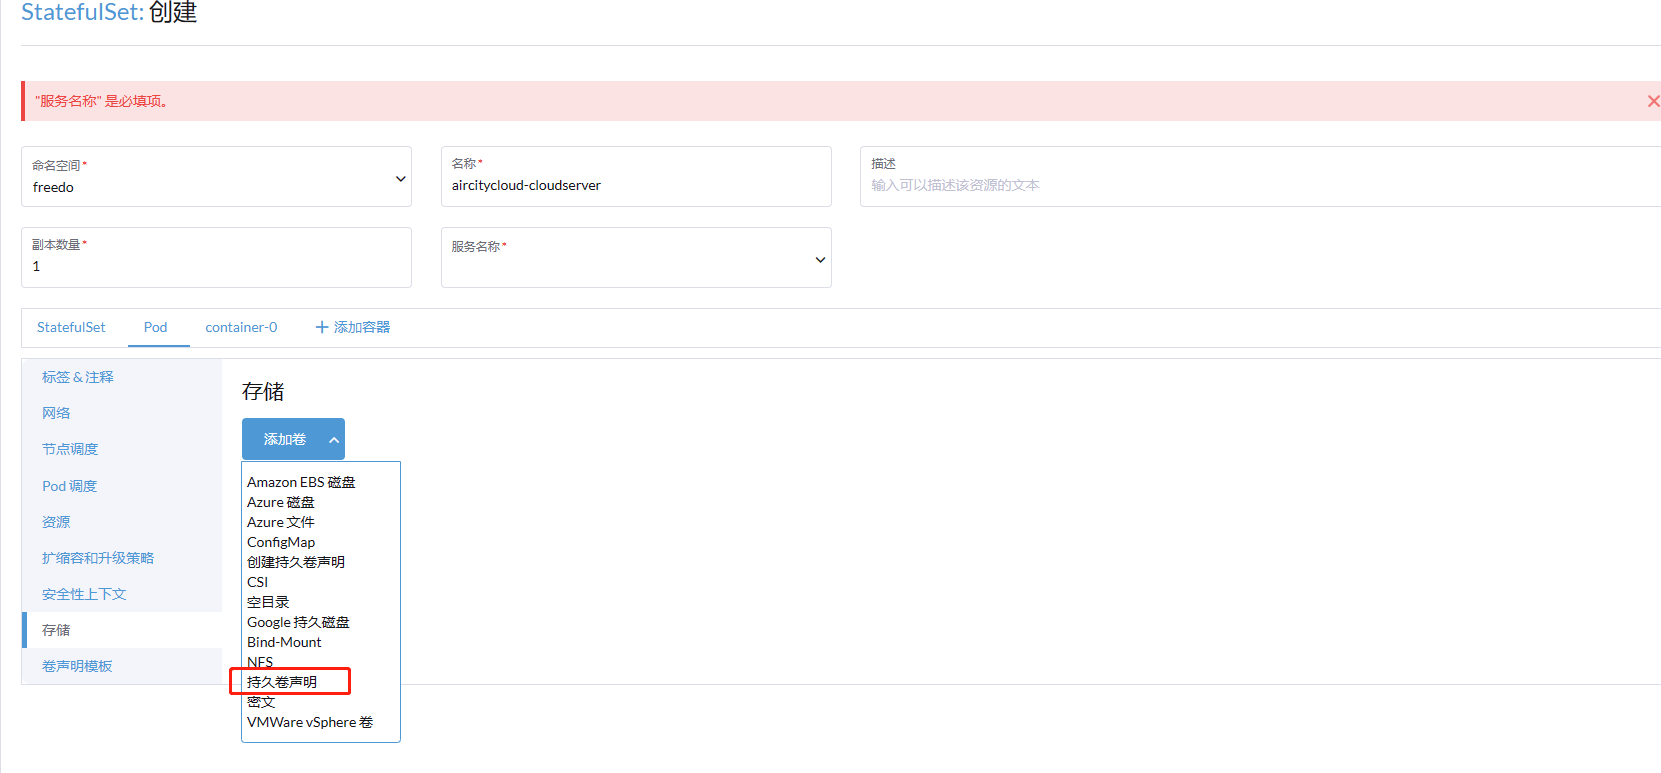 StatefulSet: 创建
"服务名称" 是必填项。
命名空间*
freedo
名称*
aircitycloud-cloudserver
描述
输入可以描述该资源的文本
副本数量*
1
服务名称*
StatefulSet
Pod
container-0
添加容器
标签 & 注释
网络
节点调度
Pod 调度
资源
扩缩容和升级策略
安全性上下文
存储
卷声明模板
存储
添加卷
Amazon EBS 磁盘
Azure 磁盘
Azure 文件
ConfigMap
创建持久卷声明
CSI
空目录
Google 持久磁盘
Bind-Mount
NFS
持久卷声明
密文
VMWare vSphere 卷